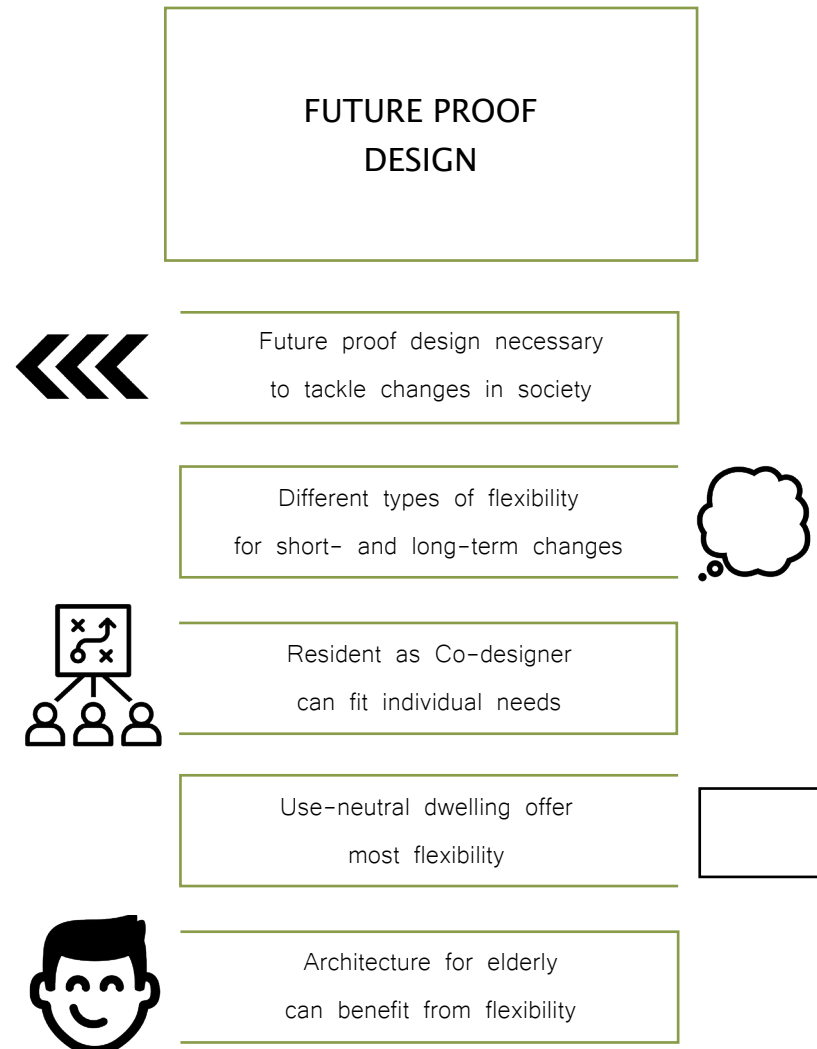 FUTURE PROOF
DESIGN
Future proof design necessary
to tackle changes in society
Different types of flexibility
for short- and long-term changes
Resident as Co-designer
can fit individual needs
Use-neutral dwelling offer
most flexibility
Architecture for elderly
can benefit from flexibility